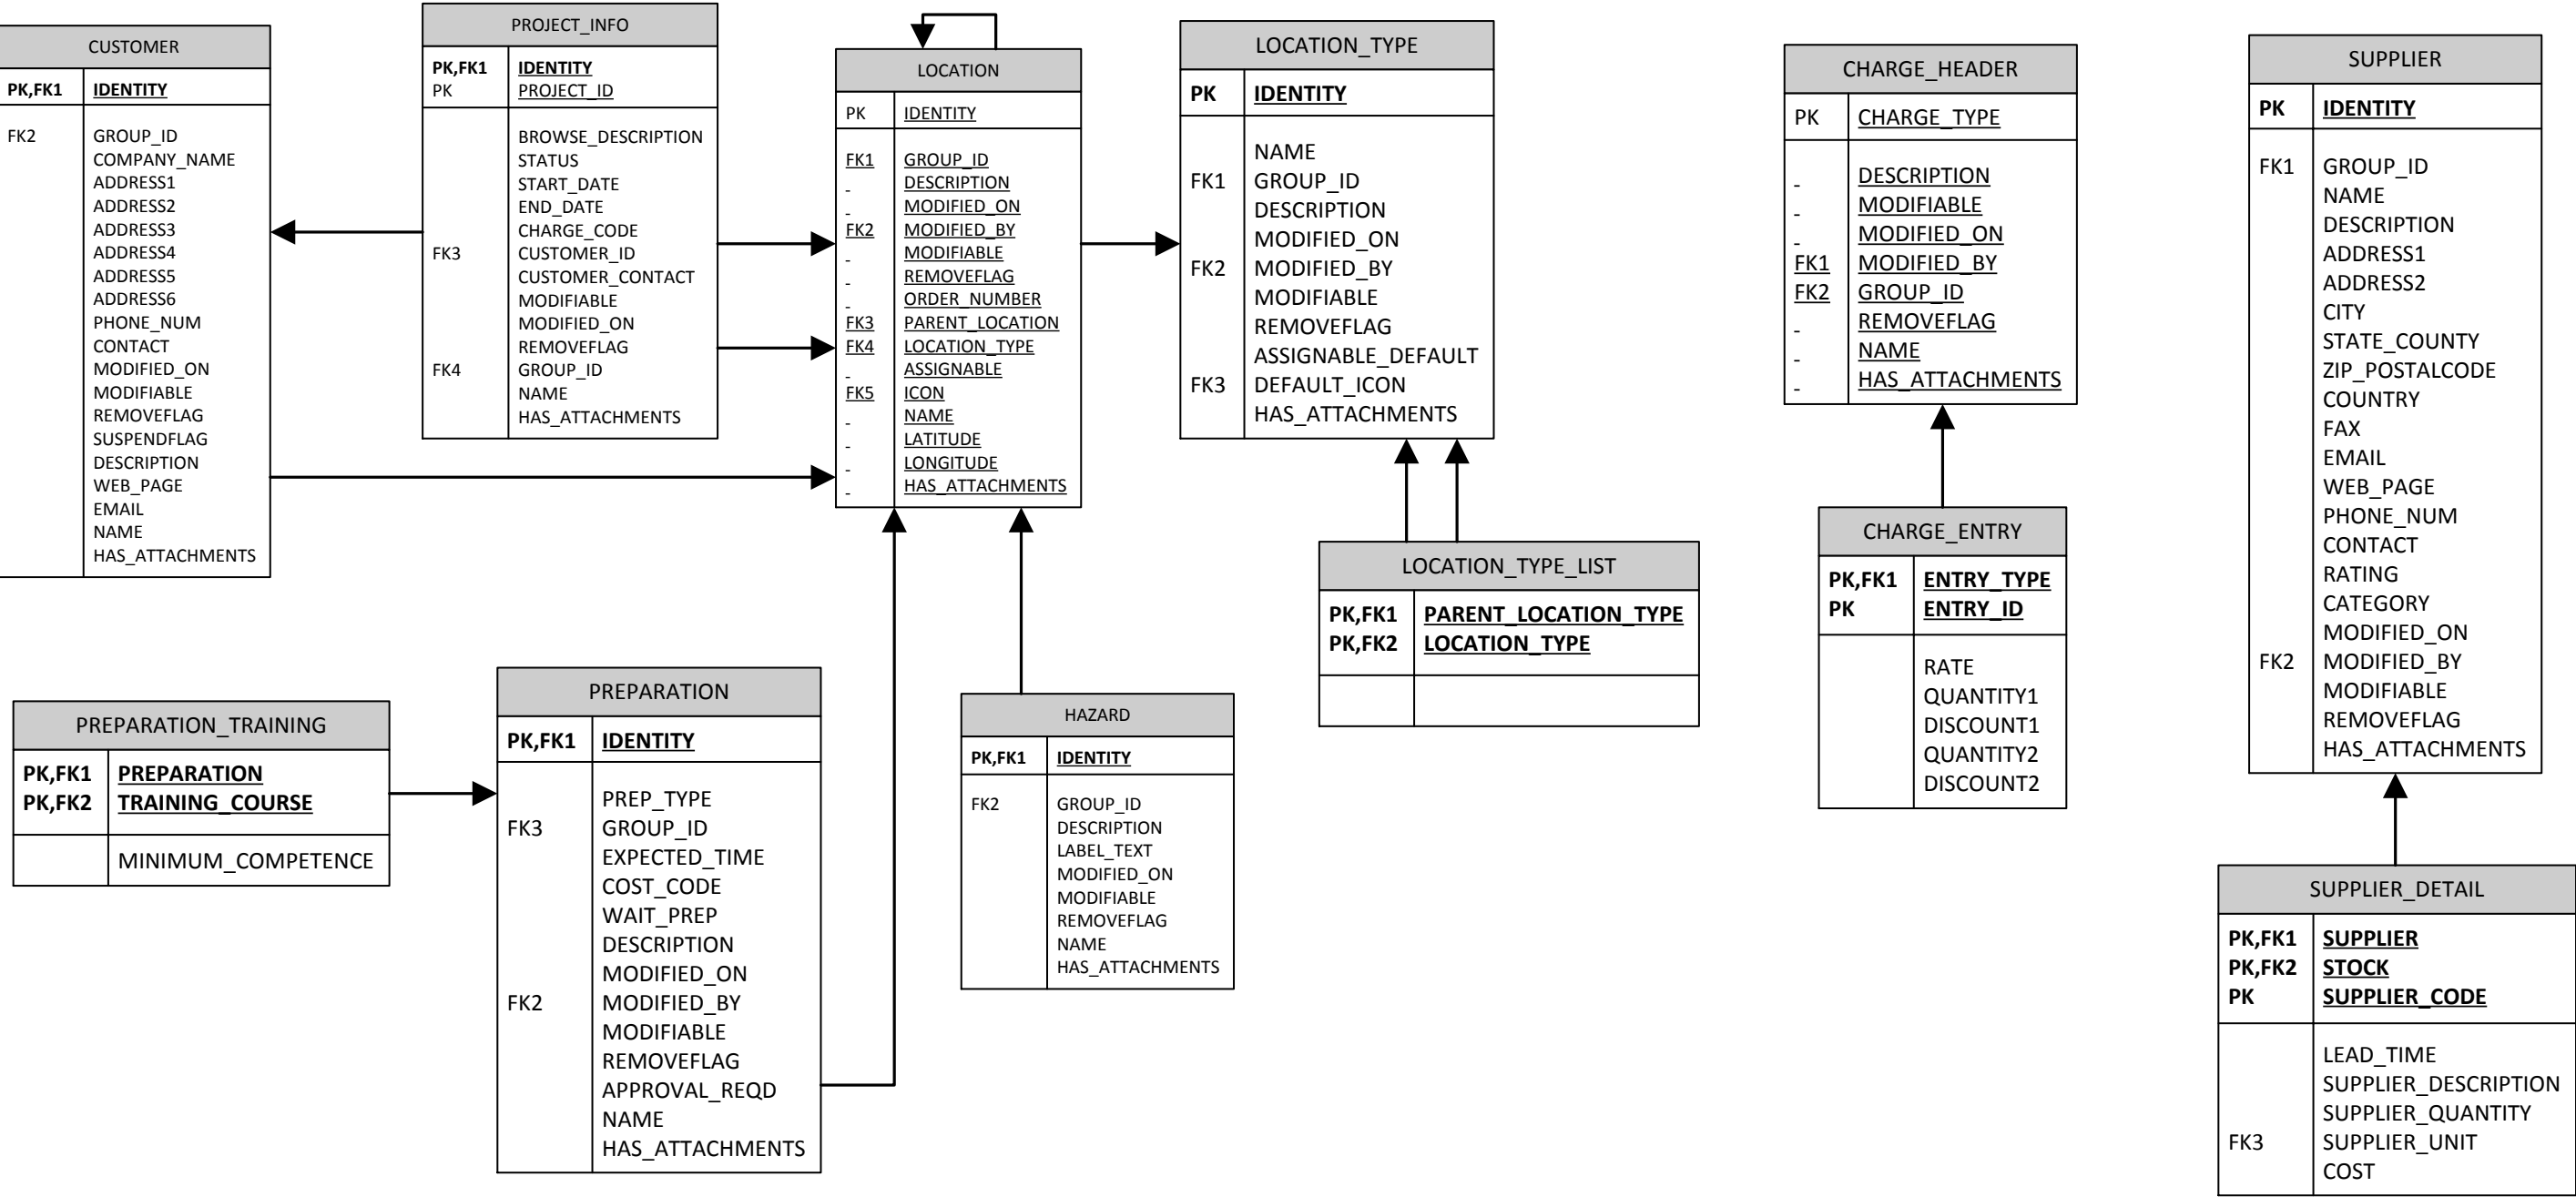 CUSTOMER
PK,FK1 IDENTITY
FK2 GROUP_ID
COMPANY_NAME
ADDRESS1
ADDRESS2
ADDRESS3
ADDRESS4
ADDRESS5
ADDRESS6
PHONE_NUM
CONTACT
MODIFIED_ON
MODIFIABLE
REMOVEFLAG
SUSPENDFLAG
DESCRIPTION
WEB_PAGE
EMAIL
NAME
HAS_ATTACHMENTS
PROJECT_INFO
PK,FK1 IDENTITY
PK PROJECT_ID
BROWSE_DESCRIPTION
STATUS
START_DATE
END_DATE
CHARGE_CODE
FK3 CUSTOMER_ID
CUSTOMER_CONTACT
MODIFIABLE
MODIFIED_ON
REMOVEFLAG
FK4 GROUP_ID
NAME
HAS_ATTACHMENTS
LOCATION
PK IDENTITY
FK1 GROUP_ID
DESCRIPTION
MODIFIED_ON
FK2 MODIFIED_BY
MODIFIABLE
REMOVEFLAG
ORDER_NUMBER
FK3 PARENT_LOCATION
FK4 LOCATION_TYPE
ASSIGNABLE
FK5 ICON
NAME
LATITUDE
LONGITUDE
HAS_ATTACHMENTS
LOCATION_TYPE
PK IDENTITY
NAME
FK1 GROUP_ID
DESCRIPTION
MODIFIED_ON
FK2 MODIFIED_BY
MODIFIABLE
REMOVEFLAG
ASSIGNABLE_DEFAULT
FK3 DEFAULT_ICON
HAS_ATTACHMENTS
CHARGE_HEADER
PK CHARGE_TYPE
DESCRIPTION
MODIFIABLE
MODIFIED_ON
FK1 MODIFIED_BY
FK2 GROUP_ID
REMOVEFLAG
NAME
HAS_ATTACHMENTS
SUPPLIER
PK IDENTITY
FK1 GROUP_ID
NAME
DESCRIPTION
ADDRESS1
ADDRESS2
CITY
STATE_COUNTY
ZIP_POSTALCODE
COUNTRY
FAX
EMAIL
WEB_PAGE
PHONE_NUM
CONTACT
RATING
CATEGORY
MODIFIED_ON
FK2 MODIFIED_BY
MODIFIABLE
REMOVEFLAG
HAS_ATTACHMENTS
PREPARATION_TRAINING
PK,FK1 PREPARATION
PK,FK2 TRAINING_COURSE
MINIMUM_COMPETENCE
PREPARATION
PK,FK1 IDENTITY
PREP_TYPE
FK3 GROUP_ID
EXPECTED_TIME
COST_CODE
WAIT_PREP
DESCRIPTION
MODIFIED_ON
FK2 MODIFIED_BY
MODIFIABLE
REMOVEFLAG
APPROVAL_REQD
NAME
HAS_ATTACHMENTS
HAZARD
PK,FK1 IDENTITY
FK2 GROUP_ID
DESCRIPTION
LABEL_TEXT
MODIFIED_ON
MODIFIABLE
REMOVEFLAG
NAME
HAS_ATTACHMENTS
LOCATION_TYPE_LIST
PK,FK1 PARENT_LOCATION_TYPE
PK,FK2 LOCATION_TYPE
CHARGE_ENTRY
PK,FK1 ENTRY_TYPE
PK ENTRY_ID
RATE
QUANTITY1
DISCOUNT1
QUANTITY2
DISCOUNT2
SUPPLIER_DETAIL
PK,FK1 SUPPLIER
PK,FK2 STOCK
PK SUPPLIER_CODE
LEAD_TIME
SUPPLIER_DESCRIPTION
SUPPLIER_QUANTITY
FK3 SUPPLIER_UNIT
COST